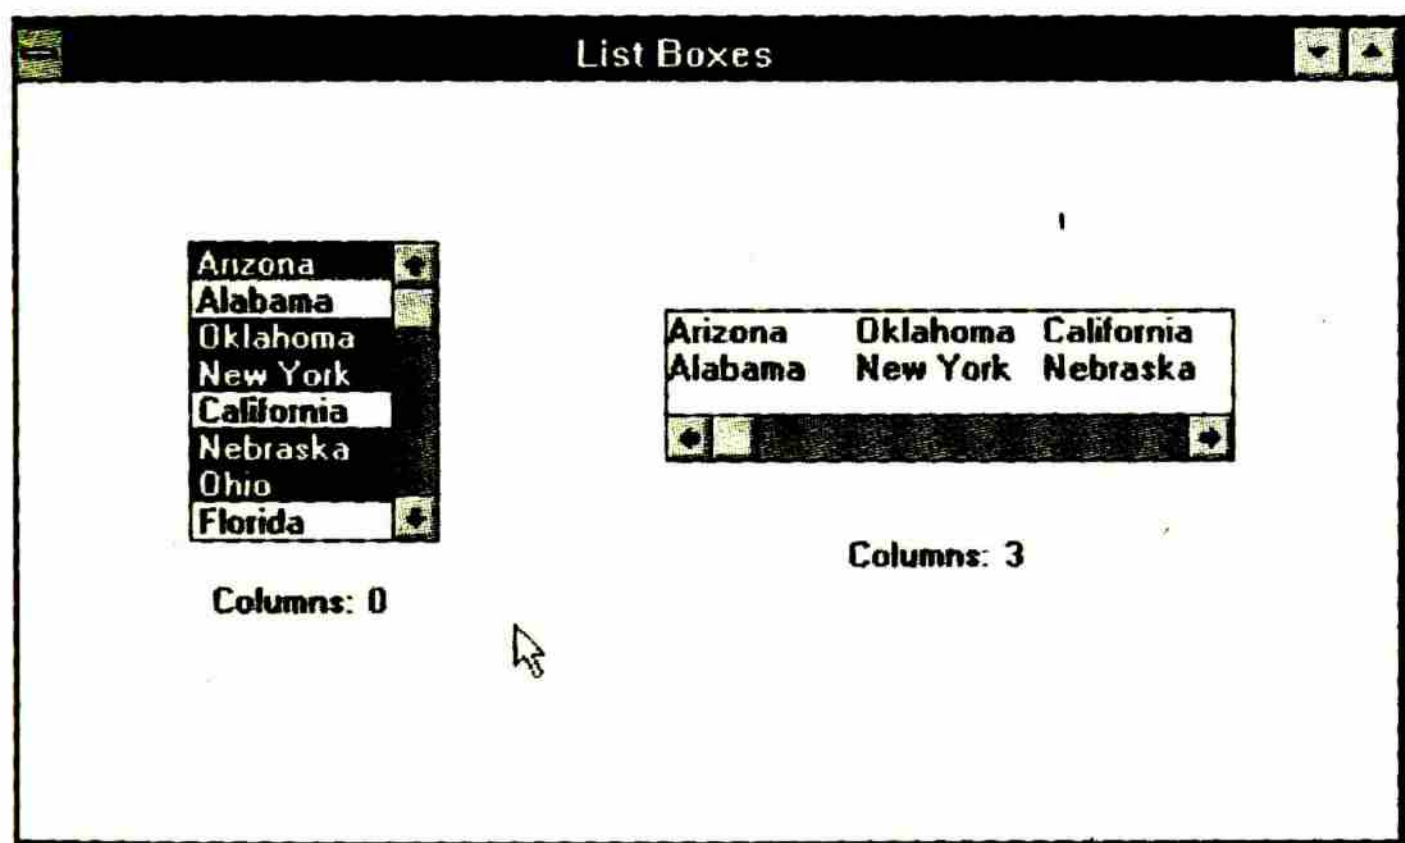 List Boxes
Arizona
Alabama
Oklahoma
New York
California
Nebraska
Ohio
Florida
Columns: 0
Arizona Oklahoma California
Alabama New York Nebraska
Columns: 3